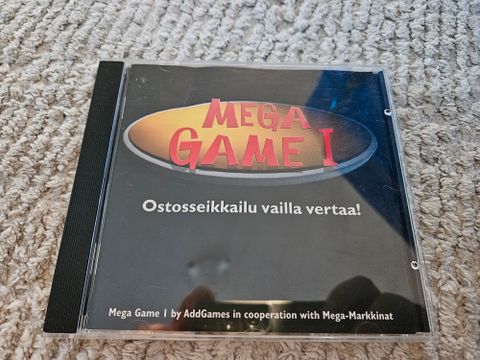 MEGA
GAME I
Ostosseikkailu vailla vertaa!
Mega Game I by AddGames in cooperation with Mega-Markkinat